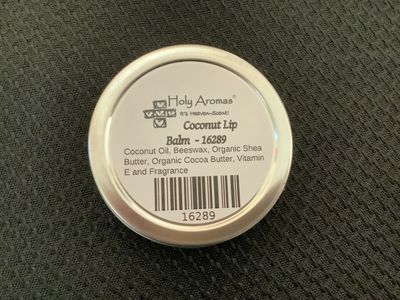 Holy Aromas®
It's Heaven-Scent!
Coconut Lip
Balm - 16289
Coconut Oil, Beeswax, Organic Shea
Butter, Organic Cocoa Butter, Vitamin
E and Fragrance
16289